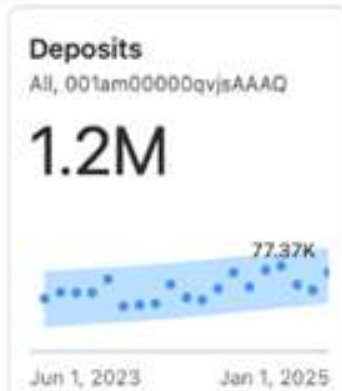 Deposits
All, 001am00000qvjsAAAQ
1.2M
77.37K
Jun 1, 2023 Jan 1, 2025